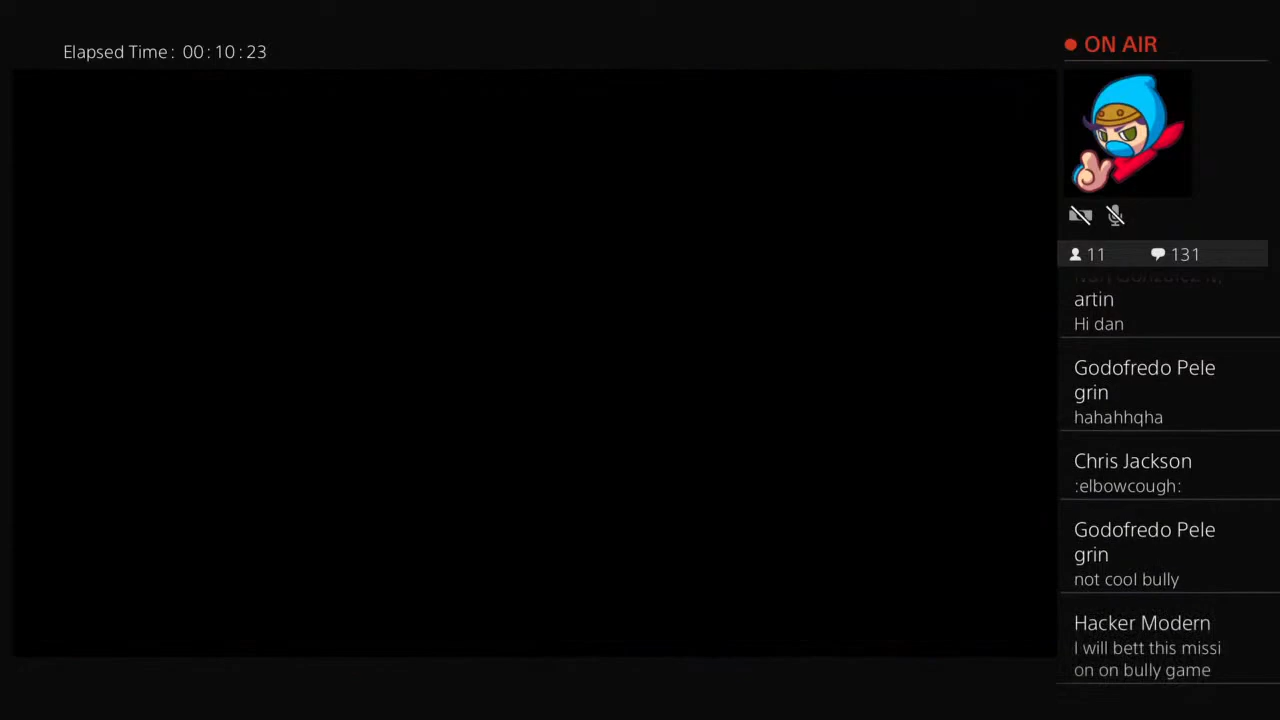 Elapsed Time: 00:10:23
ON AIR
11 131
artin
Hi dan
Godofredo Pele
grin
hahahhqha
Chris Jackson
:elbowcough:
Godofredo Pele
grin
not cool bully
Hacker Modern
I will bett this missi
on on bully game